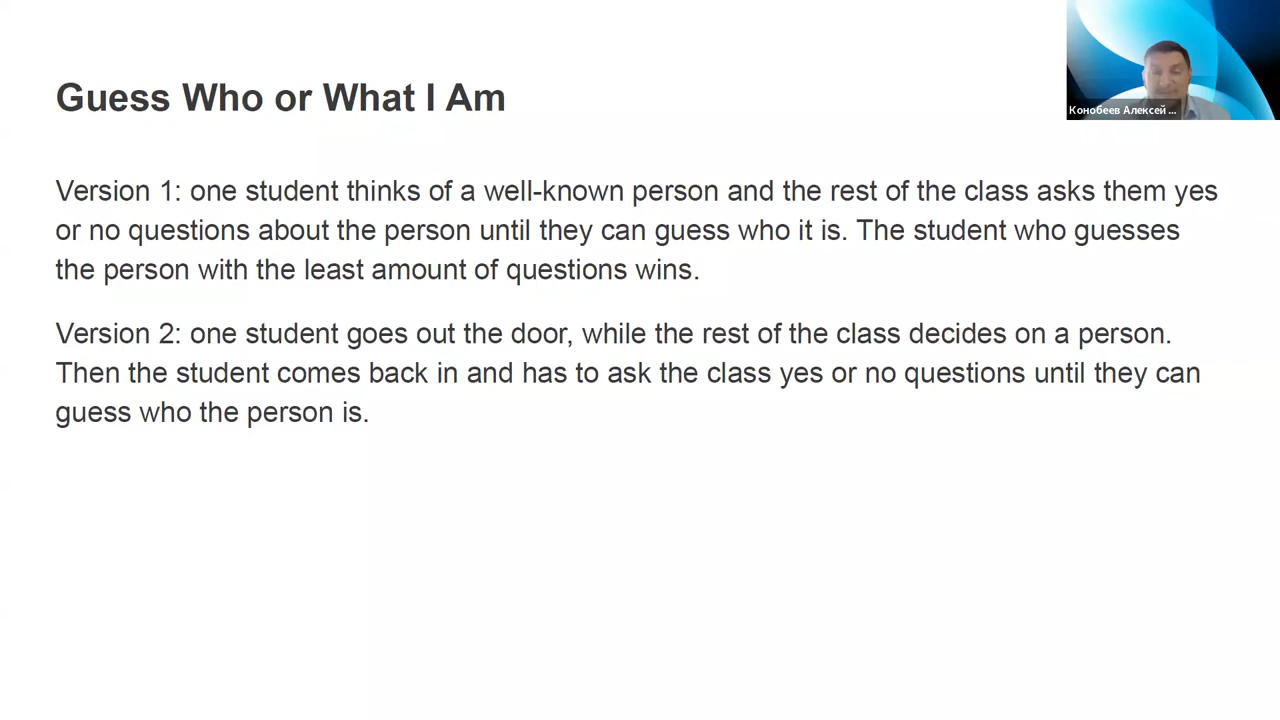 Guess Who or What I Am
Конобеев Алексей ...
Version 1: one student thinks of a well-known person and the rest of the class asks them yes
or no questions about the person until they can guess who it is. The student who guesses
the person with the least amount of questions wins.
Version 2: one student goes out the door, while the rest of the class decides on a person.
Then the student comes back in and has to ask the class yes or no questions until they can
guess who the person is.